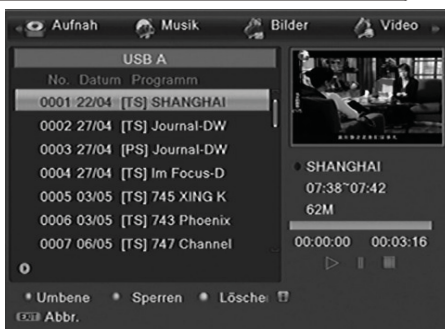 Aufnah Musik Bilder Video
USB A
No. Datum Programm
0001 22/04 [TS] SHANGHAI
0002 27/04 [TS] Journal-DW
0003 27/04 [PS] Journal-DW
0004 27/04 [TS] Im Focus-D
0005 03/05 [TS] 745 XING K
0006 03/05 [TS] 743 Phoenix
0007 06/05 [TS] 747 Channel
0
SHANGHAI
07:38~07:42
62M
00:00:00 00:03:16
Umbene Sperren Lösche
EXIT Abbr.